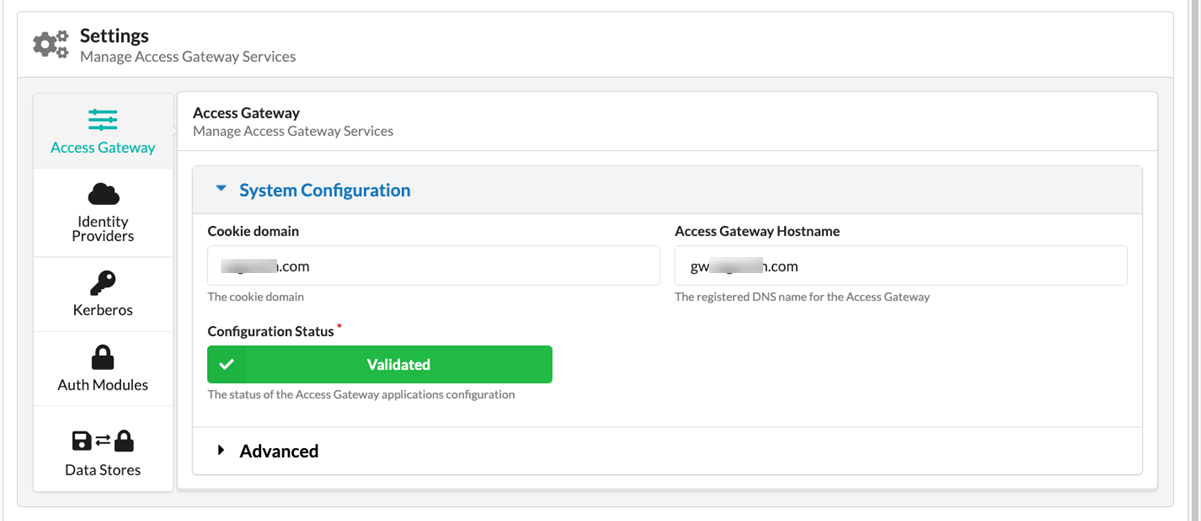 Settings
Manage Access Gateway Services
Access Gateway
Identity
Providers
Kerberos
Auth Modules
Data Stores
Access Gateway
Manage Access Gateway Services
System Configuration
Cookie domain
.com
The cookie domain
Access Gateway Hostname
gw .com
The registered DNS name for the Access Gateway
Configuration Status *
Validated
The status of the Access Gateway applications configuration
Advanced